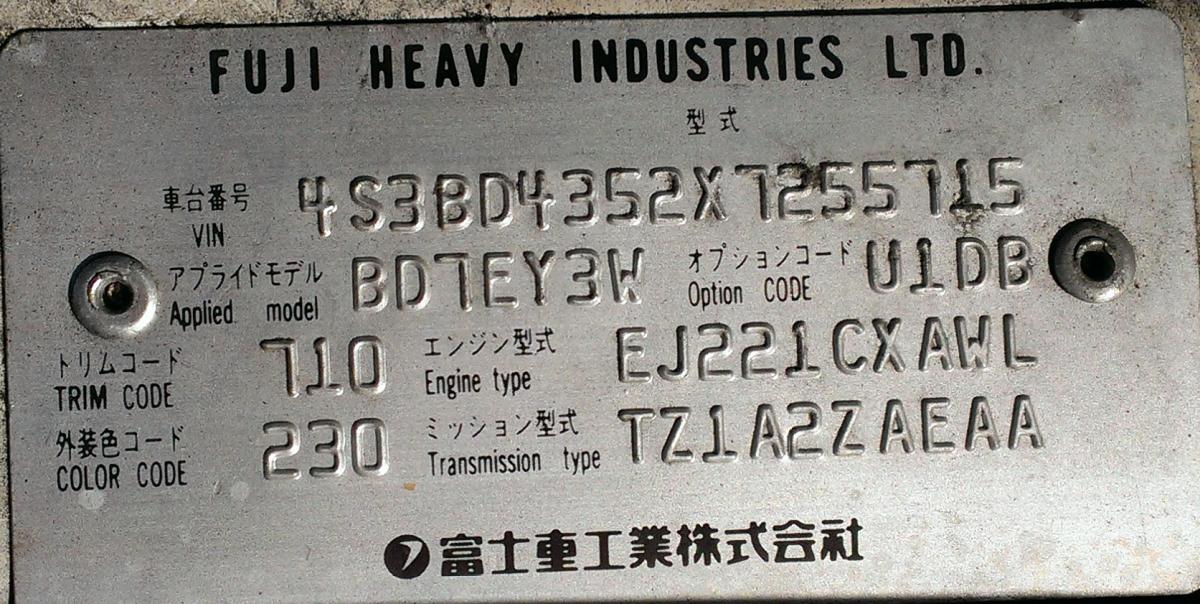 FUJI HEAVY INDUSTRIES LTD.
型式
車台番号 VIN 4S3BD4352X7255715
アプライドモデル Applied model BD7EY3W オプションコード Option CODE U1DB
トリムコード TRIM CODE 710 エンジン型式 Engine type EJ221CXAWL
外装色コード COLOR CODE 230 ミッション型式 Transmission type TZ1A2ZAEAA
富士重工業株式会社